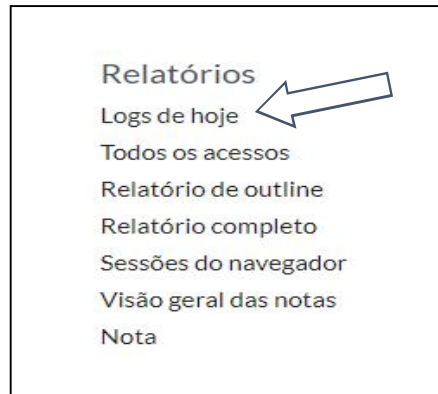 Relatórios
Logs de hoje
Todos os acessos
Relatório de outline
Relatório completo
Sessões do navegador
Visão geral das notas
Nota